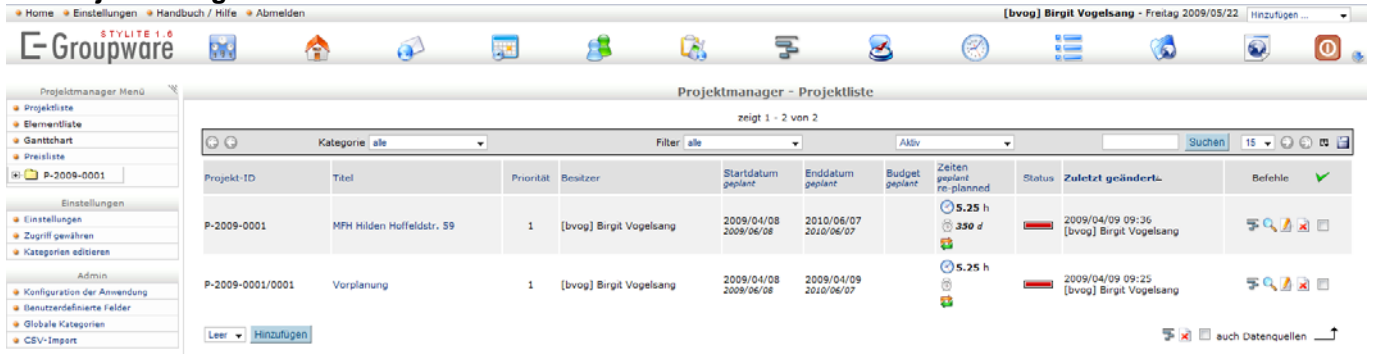 Home Einstellungen Handbuch / Hilfe Abmelden [bvog] Birgit Vogelsang - Freitag 2009/05/22 Hinzufügen ...
STYLITE 1.6
E-Groupware
Projektmanager Menü
Projektliste
Elementliste
Ganttchart
Preisliste
P-2009-0001
Einstellungen
Einstellungen
Zugriff gewähren
Kategorien editieren
Admin
Konfiguration der Anwendung
Benutzerdefinierte Felder
Globale Kategorien
CSV-Import
Projektmanager - Projektliste
zeigt 1 - 2 von 2
Kategorie alle Filter alle Aktiv Suchen 15
Projekt-ID Titel Priorität Besitzer Startdatum geplant Enddatum geplant Budget geplant Zeiten geplant re-planned Status Zuletzt geändert Befehle
P-2009-0001 MFH Hilden Hoffeldstr. 59 1 [bvog] Birgit Vogelsang 2009/04/08 2009/06/08 2010/06/07 2010/06/07 5.25 h 350 d 2009/04/09 09:36 [bvog] Birgit Vogelsang
P-2009-0001/0001 Vorplanung 1 [bvog] Birgit Vogelsang 2009/04/08 2009/06/08 2009/04/09 2010/06/07 5.25 h 2009/04/09 09:25 [bvog] Birgit Vogelsang
Leer Hinzufügen auch Datenquellen